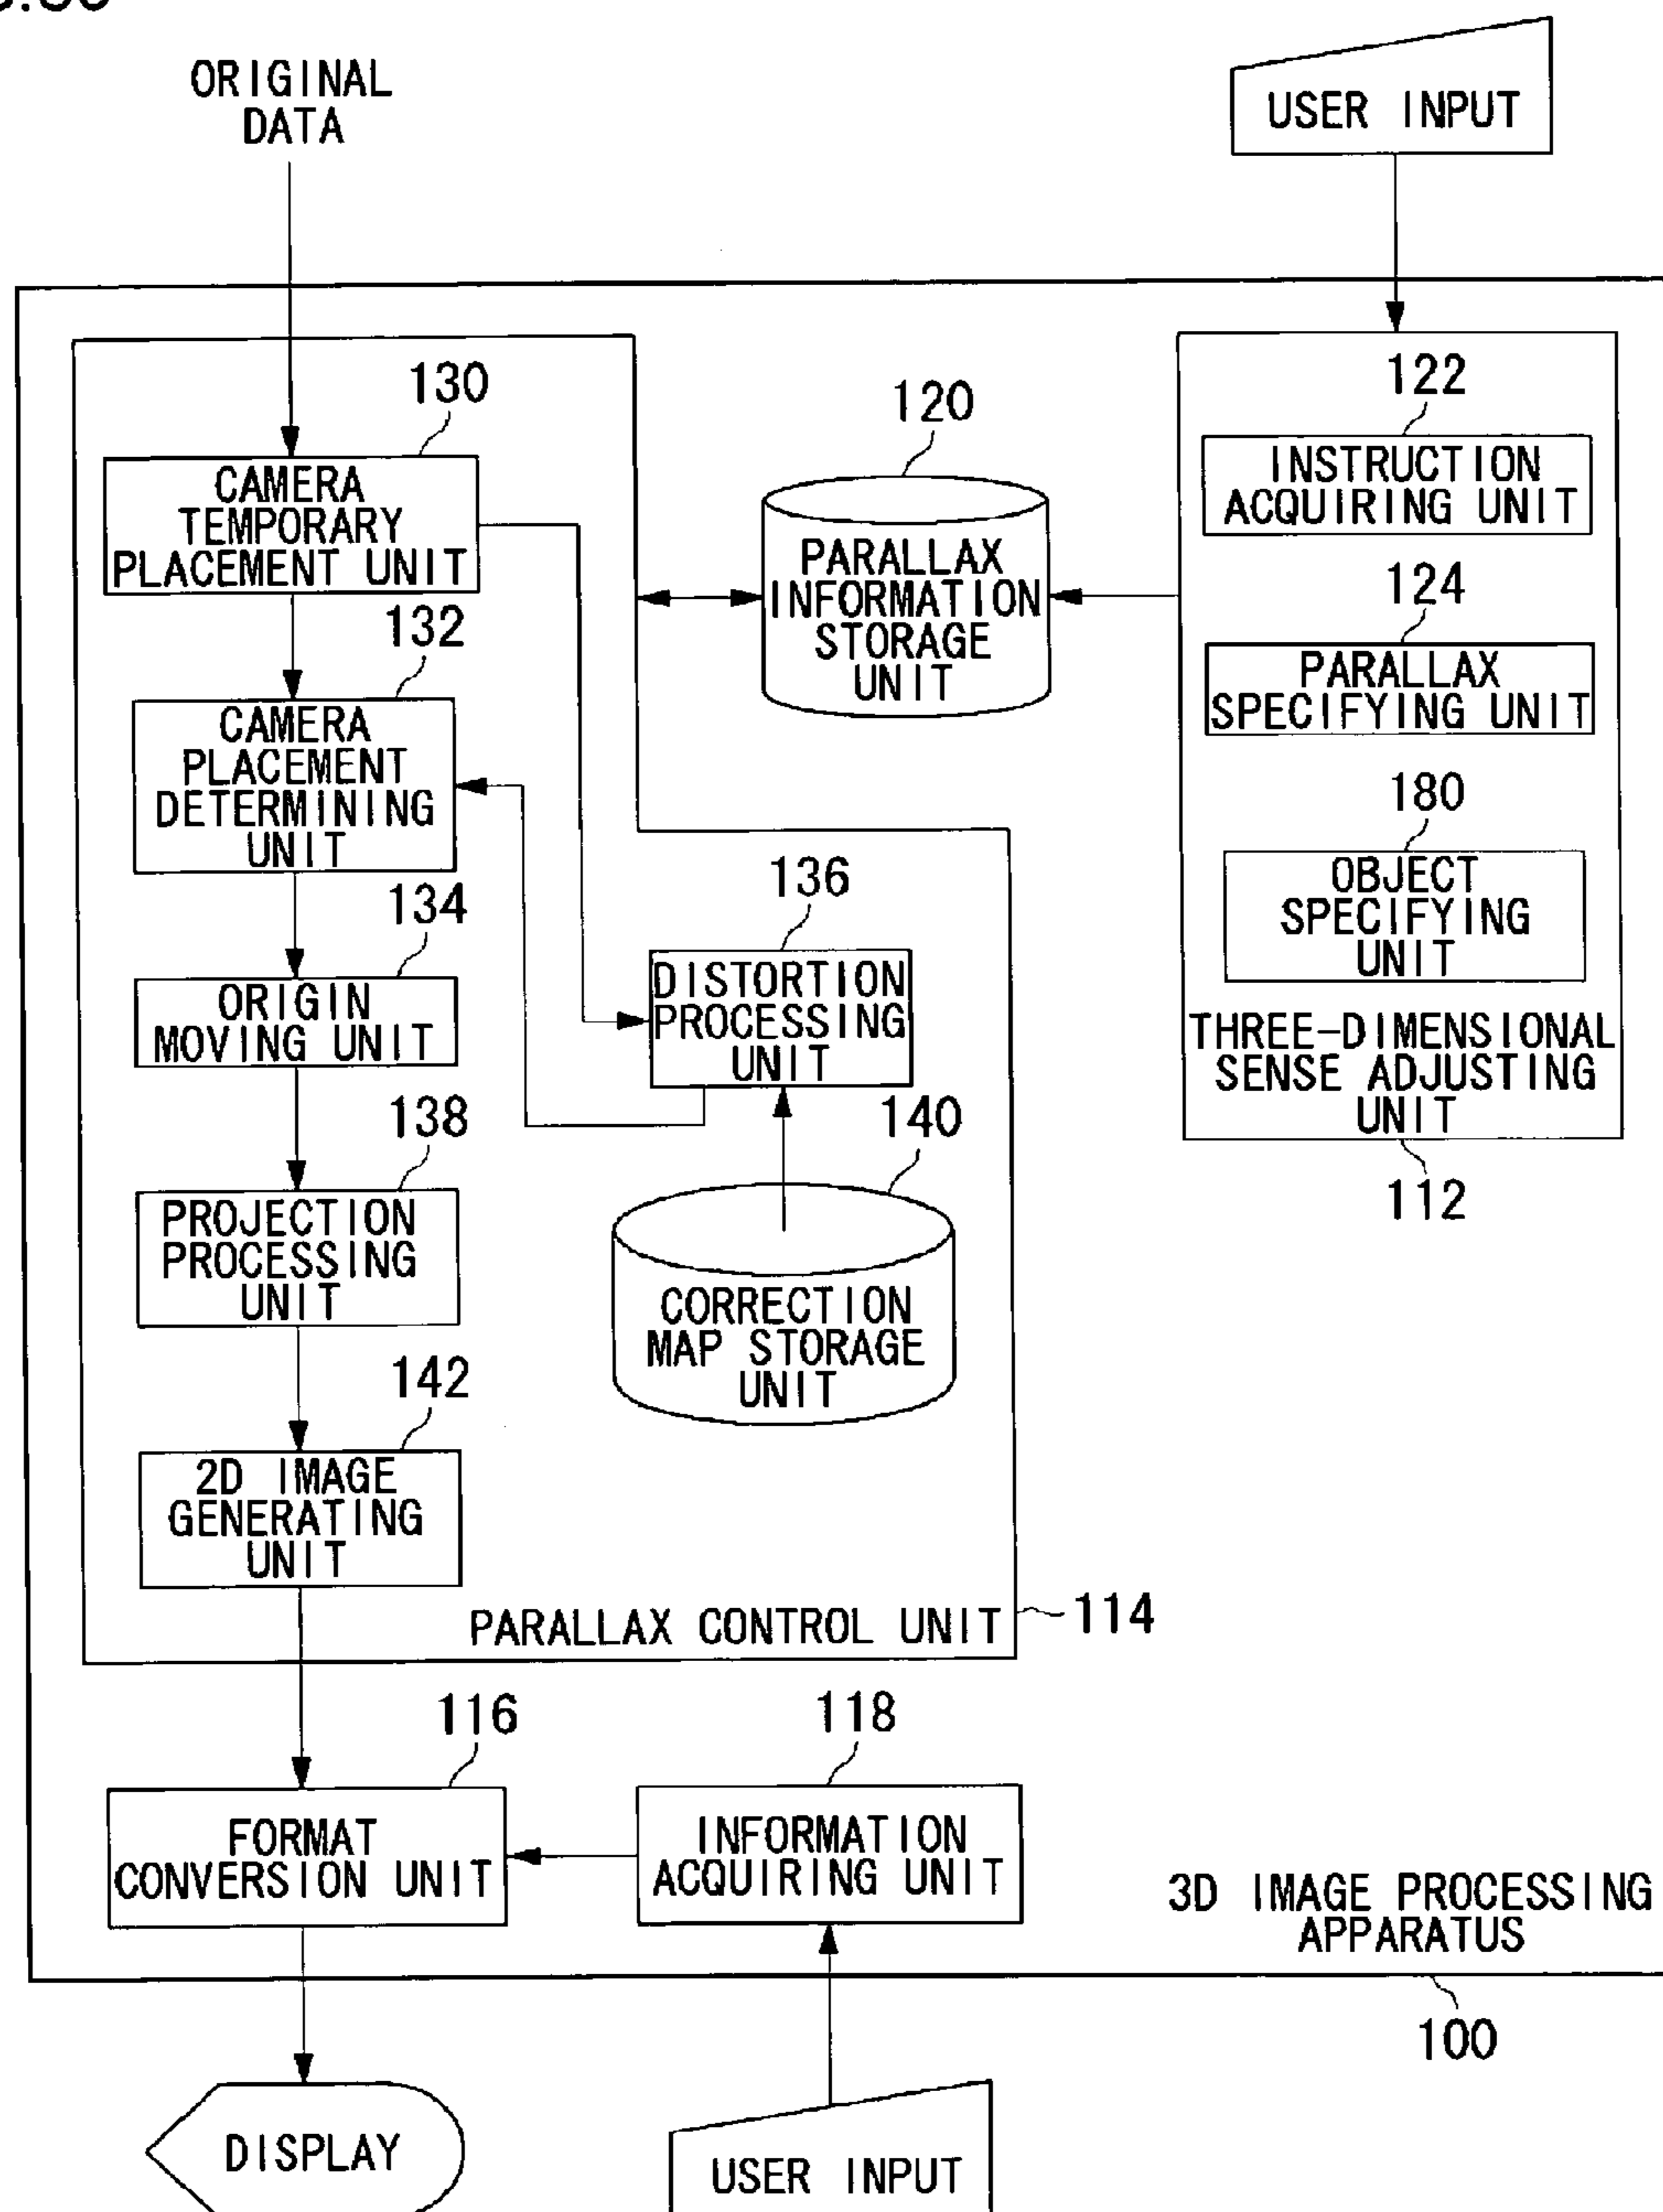 ORIGINAL
DATA
USER INPUT
130
CAMERA
TEMPORARY
PLACEMENT UNIT
120
PARALLAX
INFORMATION
STORAGE
UNIT
122
INSTRUCTION
ACQUIRING UNIT
124
PARALLAX
SPECIFYING UNIT
180
OBJECT
SPECIFYING
UNIT
THREE-DIMENSIONAL
SENSE ADJUSTING
UNIT
112
132
CAMERA
PLACEMENT
DETERMINING
UNIT
134
ORIGIN
MOVING UNIT
136
DISTORTION
PROCESSING
UNIT
138
PROJECTION
PROCESSING
UNIT
140
CORRECTION
MAP STORAGE
UNIT
142
2D IMAGE
GENERATING
UNIT
PARALLAX CONTROL UNIT
114
116
FORMAT
CONVERSION UNIT
118
INFORMATION
ACQUIRING UNIT
3D IMAGE PROCESSING
APPARATUS
100
DISPLAY
USER INPUT